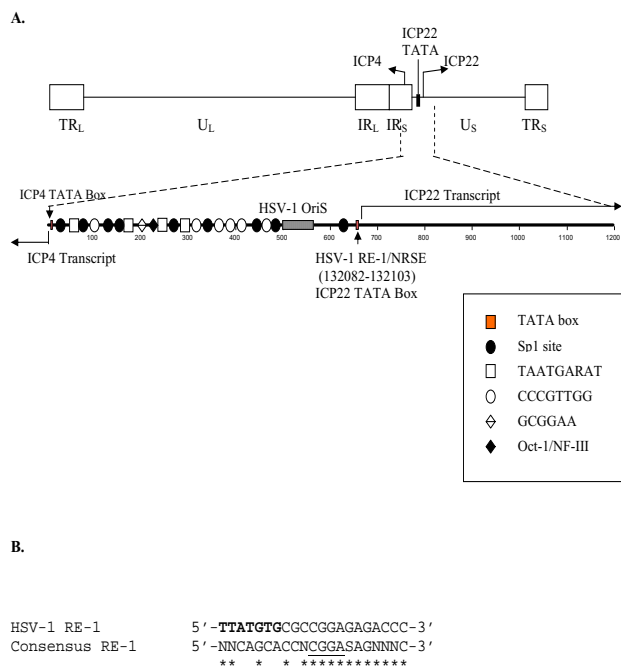 A.
ICP22
TATA
ICP4
ICP22
TRL
UL
IRL
IRS
US
TRS
ICP4 TATA Box
ICP22 Transcript
HSV-1 OriS
100 200 300 400 500 600 700 800 900 1000 1100 1200
ICP4 Transcript
HSV-1 RE-1/NRSE
(132082-132103)
ICP22 TATA Box
TATA box
Sp1 site
TAATGARAT
CCCGTTGG
GCGGAA
Oct-1/NF-III
B.
HSV-1 RE-1 5′-TTATGTGCGCCGGAGAGACCC-3′
Consensus RE-1 5′-NNCAGCACCNCGGASAGNNNC-3′
** * * ************